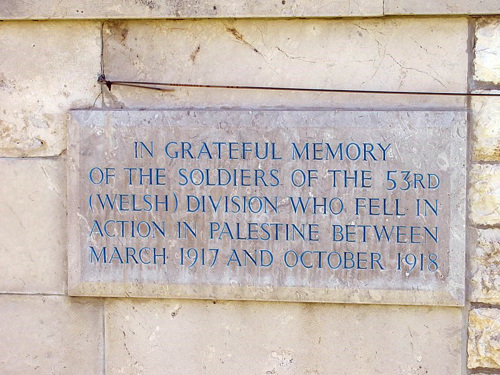 IN GRATEFUL MEMORY
OF THE SOLDIERS OF THE 53RD
(WELSH) DIVISION WHO FELL IN
ACTION IN PALESTINE BETWEEN
MARCH 1917 AND OCTOBER 1918